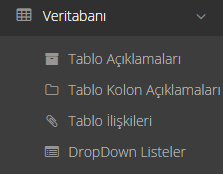 Veritabanı
Tablo Açıklamaları
Tablo Kolon Açıklamaları
Tablo İlişkileri
DropDown Listeler